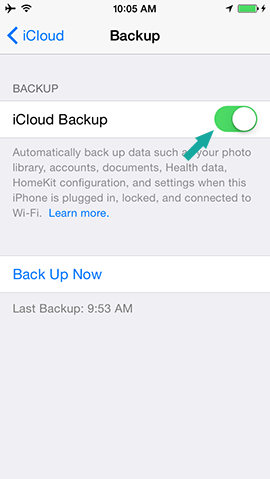 10:05 AM
iCloud Backup
BACKUP
iCloud Backup
Automatically back up data such as your photo
library, accounts, documents, Health data,
HomeKit configuration, and settings when this
iPhone is plugged in, locked, and connected to
Wi-Fi. Learn more.
Back Up Now
Last Backup: 9:53 AM